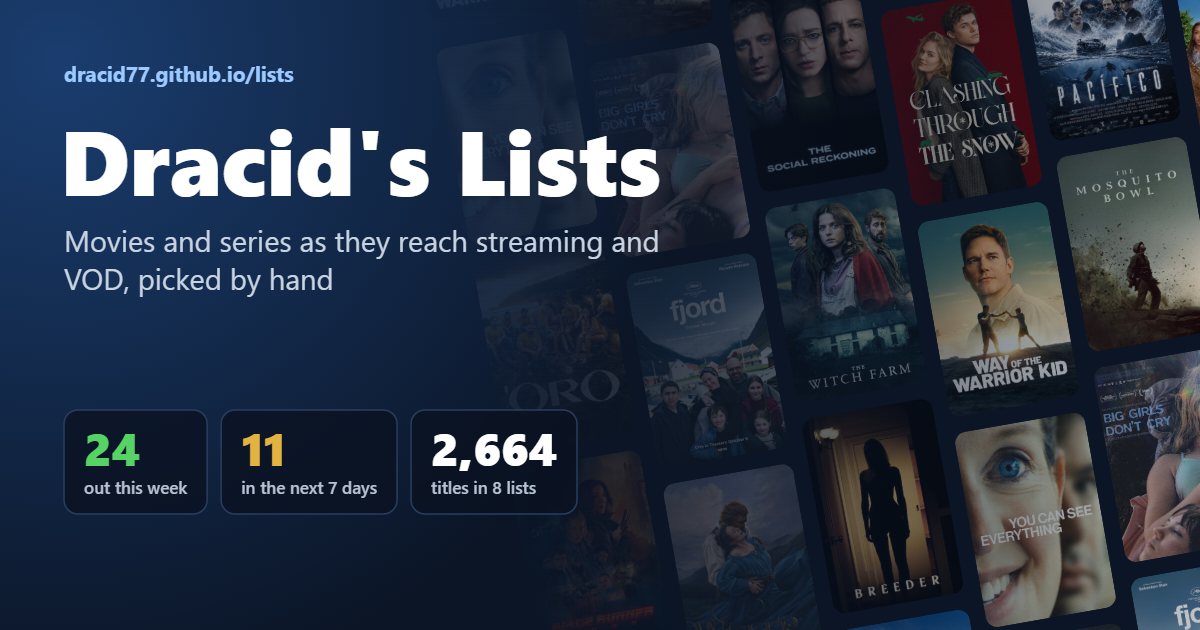 dracid77.github.io/lists
Dracid's Lists
Movies and series as they reach streaming and
VOD, picked by hand
24
out this week
11
in the next 7 days
2,664
titles in 8 lists
BIG GIRLS
DON'T CRY
THE
SOCIAL RECKONING
CLASHING
THROUGH
THE SNOW
PACÍFICO
THE
MOSQUITO
BOWL
ORO
fjord
THE
WITCH FARM
WAY OF THE
WARRIOR KID
BIG GIRLS
DON'T CRY
BREEDER
YOU CAN SEE
EVERYTHING